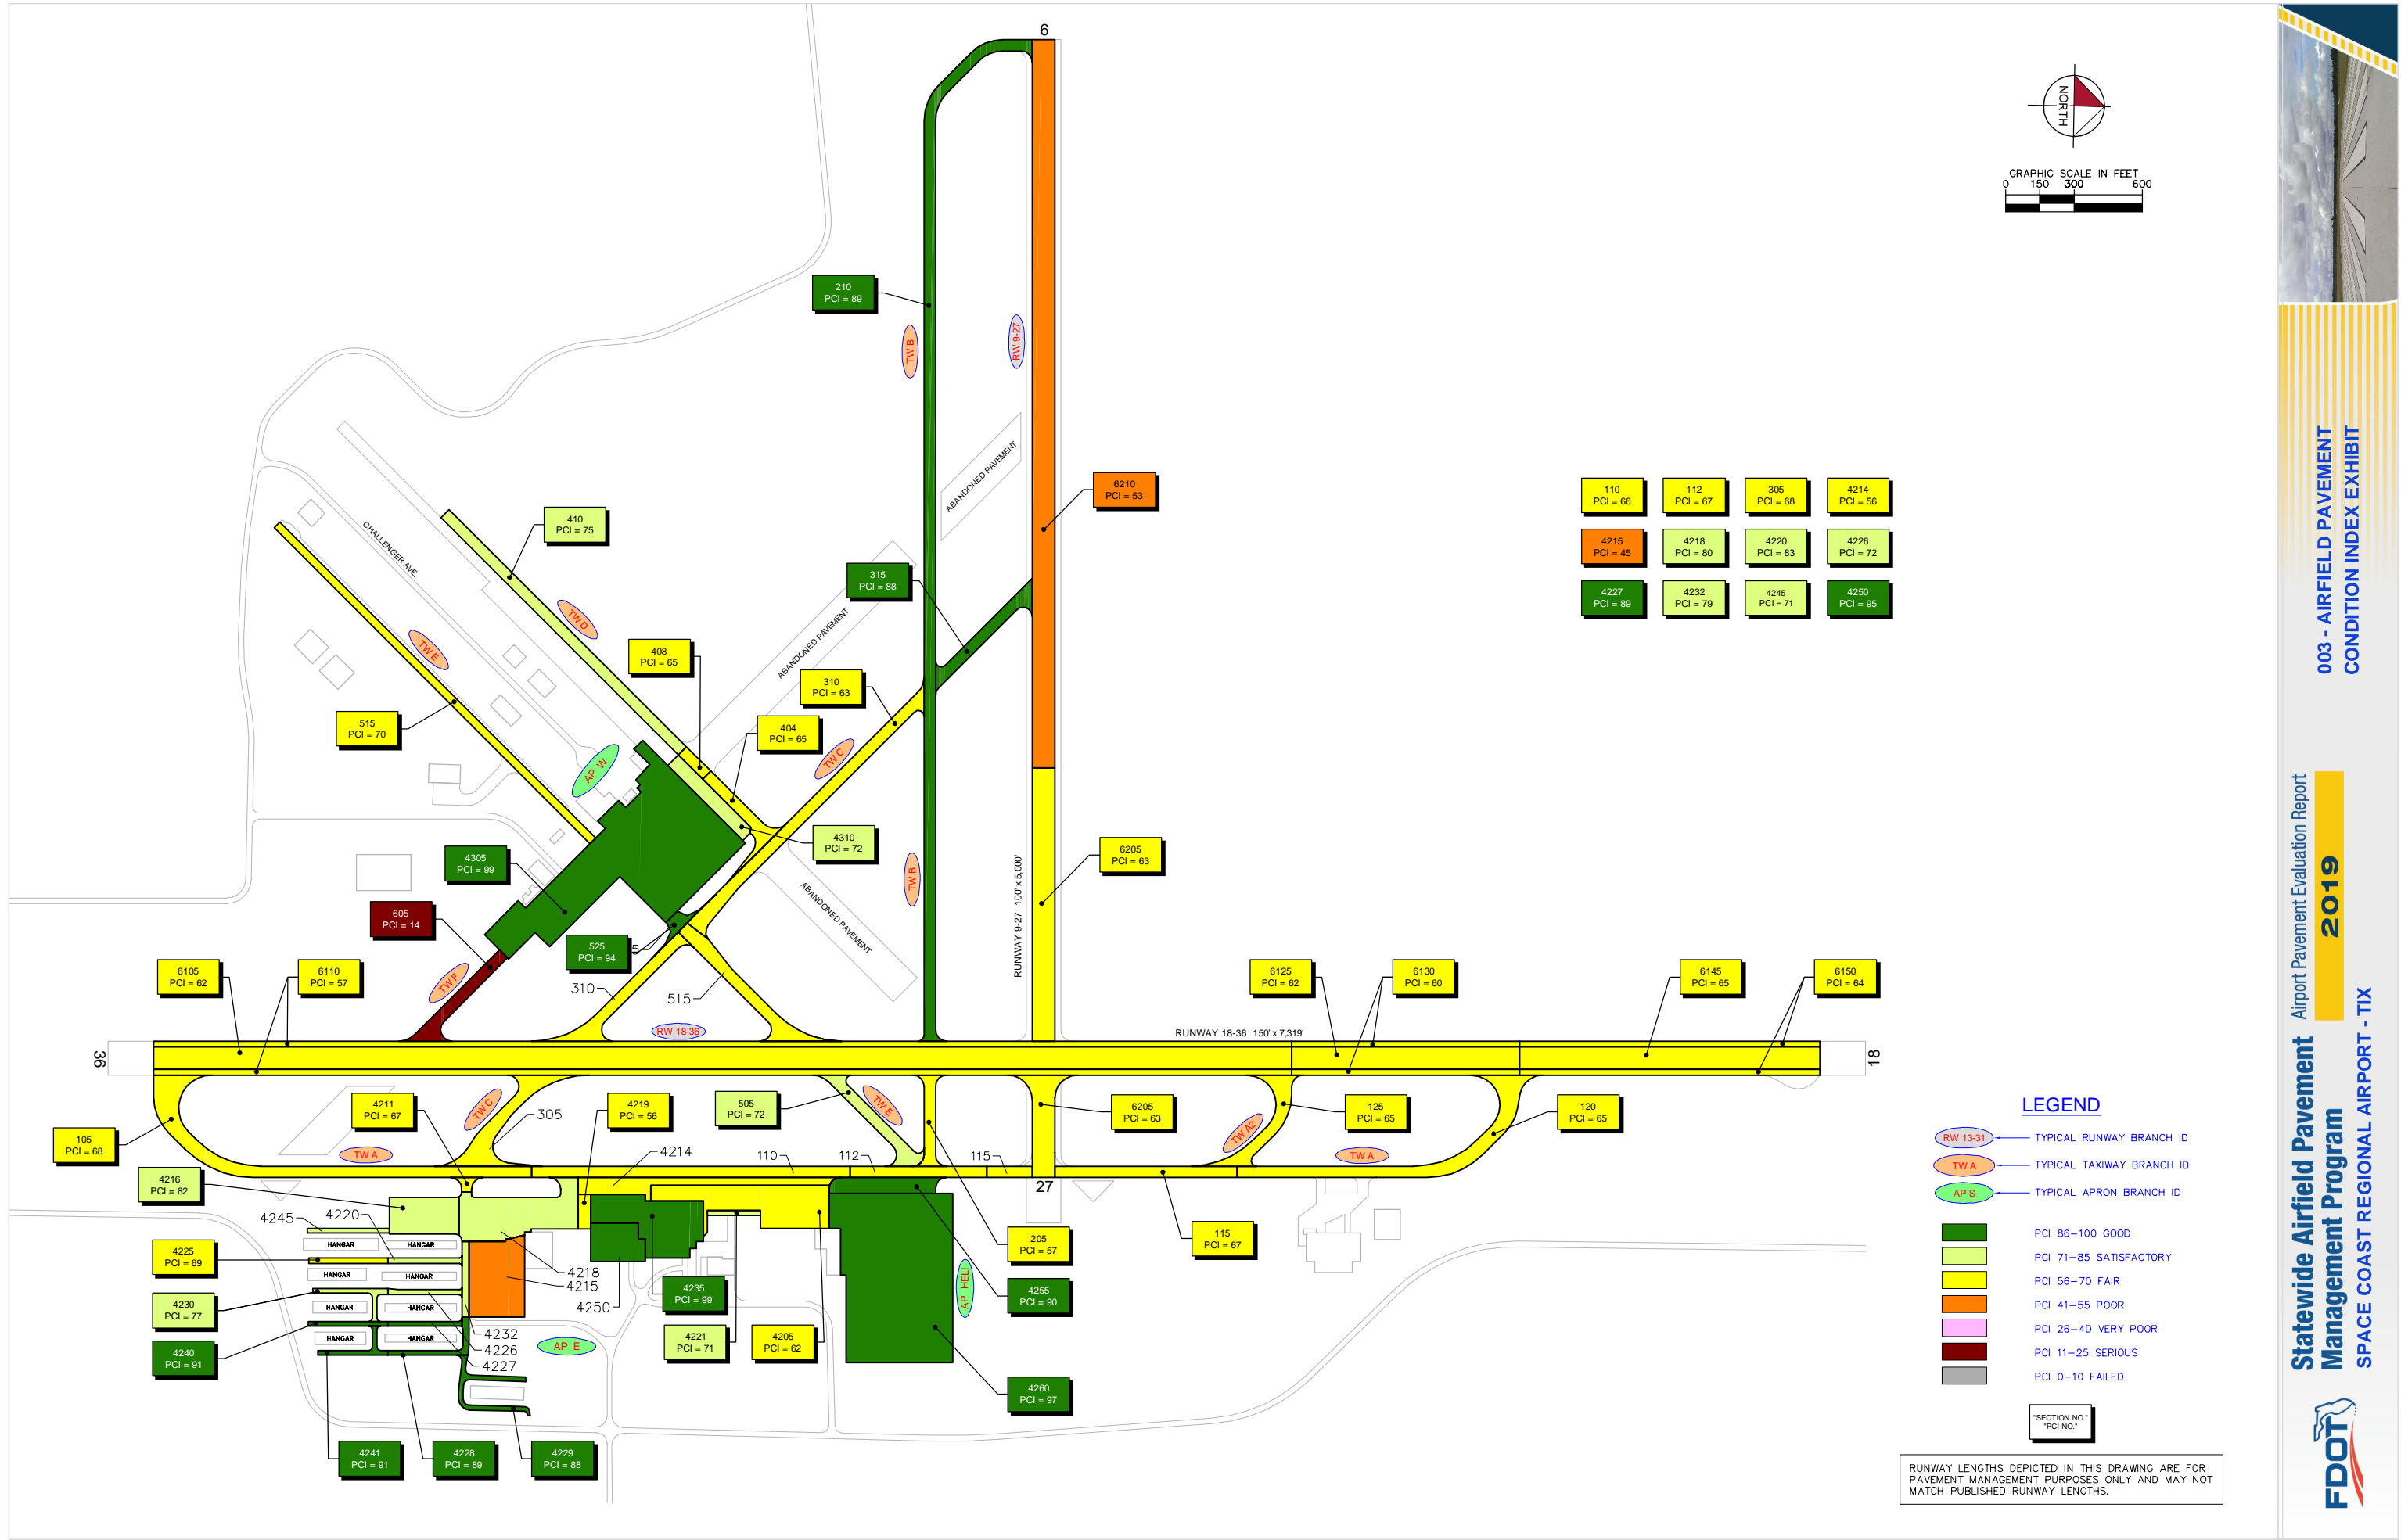 6
NORTH
GRAPHIC SCALE IN FEET
0 150 300 600
210
PCI = 89
TW B
RW 9-27
ABANDONED PAVEMENT
6210
PCI = 53
110
PCI = 66
112
PCI = 67
305
PCI = 68
4214
PCI = 56
4215
PCI = 45
4218
PCI = 80
4220
PCI = 83
4226
PCI = 72
4227
PCI = 89
4232
PCI = 79
4245
PCI = 71
4250
PCI = 95
410
PCI = 75
CHALLENGER AVE.
315
PCI = 88
TW D
TW E
ABANDONED PAVEMENT
408
PCI = 65
310
PCI = 63
515
PCI = 70
404
PCI = 65
TW C
AP W
4310
PCI = 72
4305
PCI = 99
6205
PCI = 63
TW B
RUNWAY 9-27 100' x 5,000'
ABANDONED PAVEMENT
605
PCI = 14
525
PCI = 94
5
TW F
310
515
6105
PCI = 62
6110
PCI = 57
6125
PCI = 62
6130
PCI = 60
6145
PCI = 65
6150
PCI = 64
RW 18-36
RUNWAY 18-36 150' x 7,319'
36
18
4211
PCI = 67
TW C
305
4219
PCI = 56
505
PCI = 72
TW E
6205
PCI = 63
TW A2
125
PCI = 65
120
PCI = 65
105
PCI = 68
TW A
4214
110
112
115
TW A
27
4216
PCI = 82
4245
4220
4225
PCI = 69
HANGAR
HANGAR
HANGAR
HANGAR
HANGAR
HANGAR
HANGAR
HANGAR
4230
PCI = 77
4240
PCI = 91
4218
4215
4250
4235
PCI = 99
4232
4226
4227
AP E
4221
PCI = 71
4205
PCI = 62
AP HELI
205
PCI = 57
115
PCI = 67
4255
PCI = 90
4260
PCI = 97
4241
PCI = 91
4228
PCI = 89
4229
PCI = 88
LEGEND
RW 13-31 TYPICAL RUNWAY BRANCH ID
TW A TYPICAL TAXIWAY BRANCH ID
AP S TYPICAL APRON BRANCH ID
PCI 86-100 GOOD
PCI 71-85 SATISFACTORY
PCI 56-70 FAIR
PCI 41-55 POOR
PCI 26-40 VERY POOR
PCI 11-25 SERIOUS
PCI 0-10 FAILED
"SECTION NO."
"PCI NO."
RUNWAY LENGTHS DEPICTED IN THIS DRAWING ARE FOR
PAVEMENT MANAGEMENT PURPOSES ONLY AND MAY NOT
MATCH PUBLISHED RUNWAY LENGTHS.
003 - AIRFIELD PAVEMENT
CONDITION INDEX EXHIBIT
Airport Pavement Evaluation Report
2019
Statewide Airfield Pavement
Management Program
SPACE COAST REGIONAL AIRPORT - TIX
FDOT